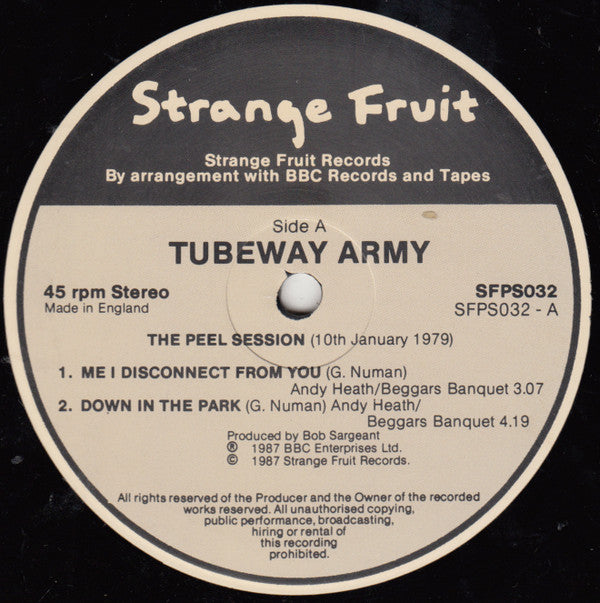 Strange Fruit
Strange Fruit Records
By arrangement with BBC Records and Tapes
Side A
TUBEWAY ARMY
45 rpm Stereo SFPS032
Made in England SFPS032 - A
THE PEEL SESSION (10th January 1979)
1. ME I DISCONNECT FROM YOU (G. Numan)
Andy Heath/Beggars Banquet 3.07
2. DOWN IN THE PARK (G. Numan) Andy Heath/
Beggars Banquet 4.19
Produced by Bob Sargeant
® 1987 BBC Enterprises Ltd.
© 1987 Strange Fruit Records.
All rights reserved of the Producer and the Owner of the recorded
works reserved. All unauthorised copying,
public performance, broadcasting,
hiring or rental of
this recording
prohibited.